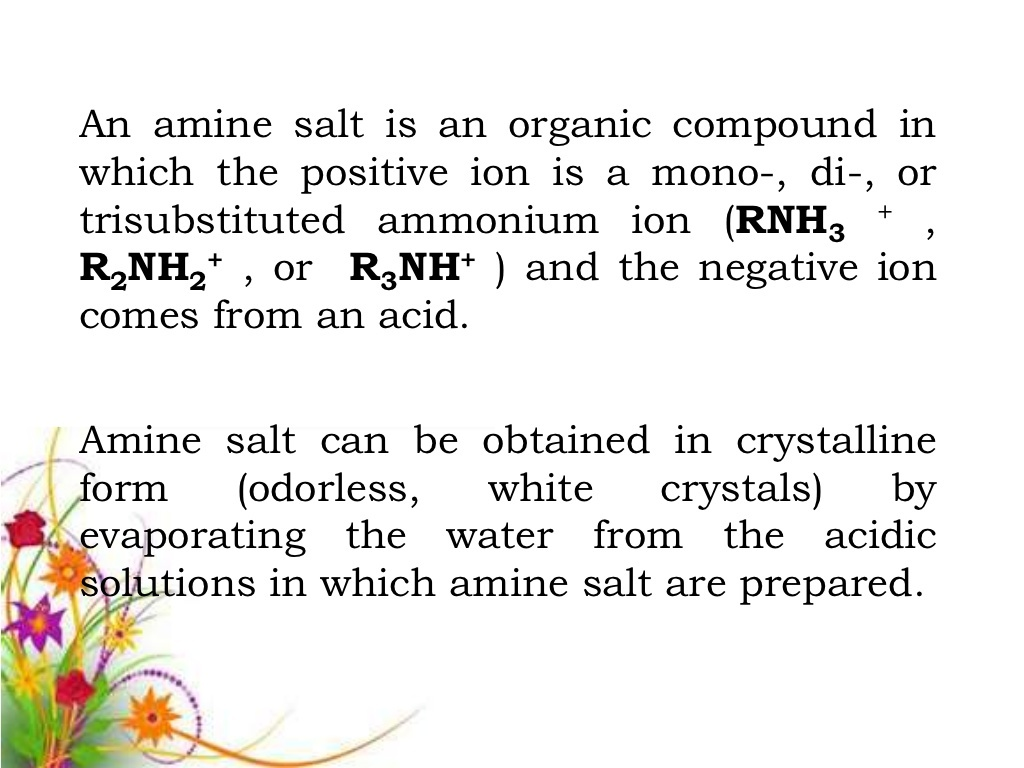 An amine salt is an organic compound in
which the positive ion is a mono-, di-, or
trisubstituted ammonium ion (RNH₃ ⁺ ,
R₂NH₂⁺ , or R₃NH⁺ ) and the negative ion
comes from an acid.
Amine salt can be obtained in crystalline
form (odorless, white crystals) by
evaporating the water from the acidic
solutions in which amine salt are prepared.